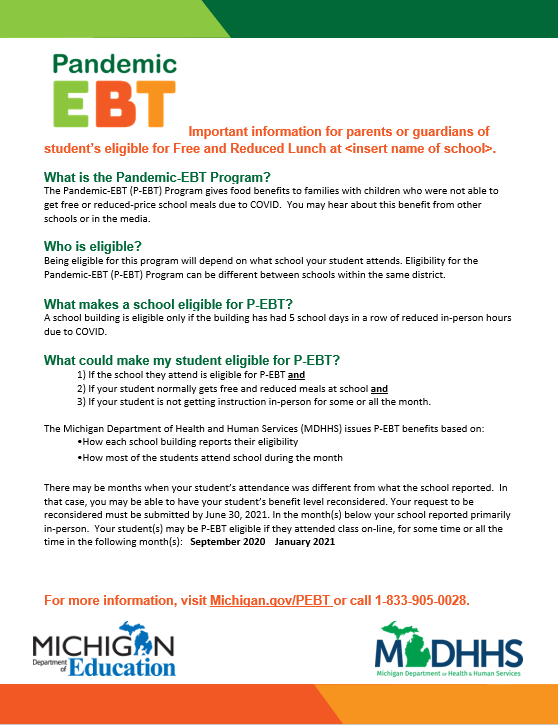 Pandemic
EBT
Important information for parents or guardians of
student's eligible for Free and Reduced Lunch at <insert name of school>.
What is the Pandemic-EBT Program?
The Pandemic-EBT (P-EBT) Program gives food benefits to families with children who were not able to
get free or reduced-price school meals due to COVID.  You may hear about this benefit from other
schools or in the media.
Who is eligible?
Being eligible for this program will depend on what school your student attends. Eligibility for the
Pandemic-EBT (P-EBT) Program can be different between schools within the same district.
What makes a school eligible for P-EBT?
A school building is eligible only if the building has had 5 school days in a row of reduced in-person hours
due to COVID.
What could make my student eligible for P-EBT?
1) If the school they attend is eligible for P-EBT and
2) If your student normally gets free and reduced meals at school and
3) If your student is not getting instruction in-person for some or all the month.
The Michigan Department of Health and Human Services (MDHHS) issues P-EBT benefits based on:
•How each school building reports their eligibility
•How most of the students attend school during the month
There may be months when your student's attendance was different from what the school reported.  In
that case, you may be able to have your student's benefit level reconsidered. Your request to be
reconsidered must be submitted by June 30, 2021. In the month(s) below your school reported primarily
in-person.  Your student(s) may be P-EBT eligible if they attended class on-line, for some time or all the
time in the following month(s):   September 2020   January 2021
For more information, visit Michigan.gov/PEBT or call 1-833-905-0028.
MICHIGAN
Department
of Education
MDHHS
Michigan Department of Health & Human Services